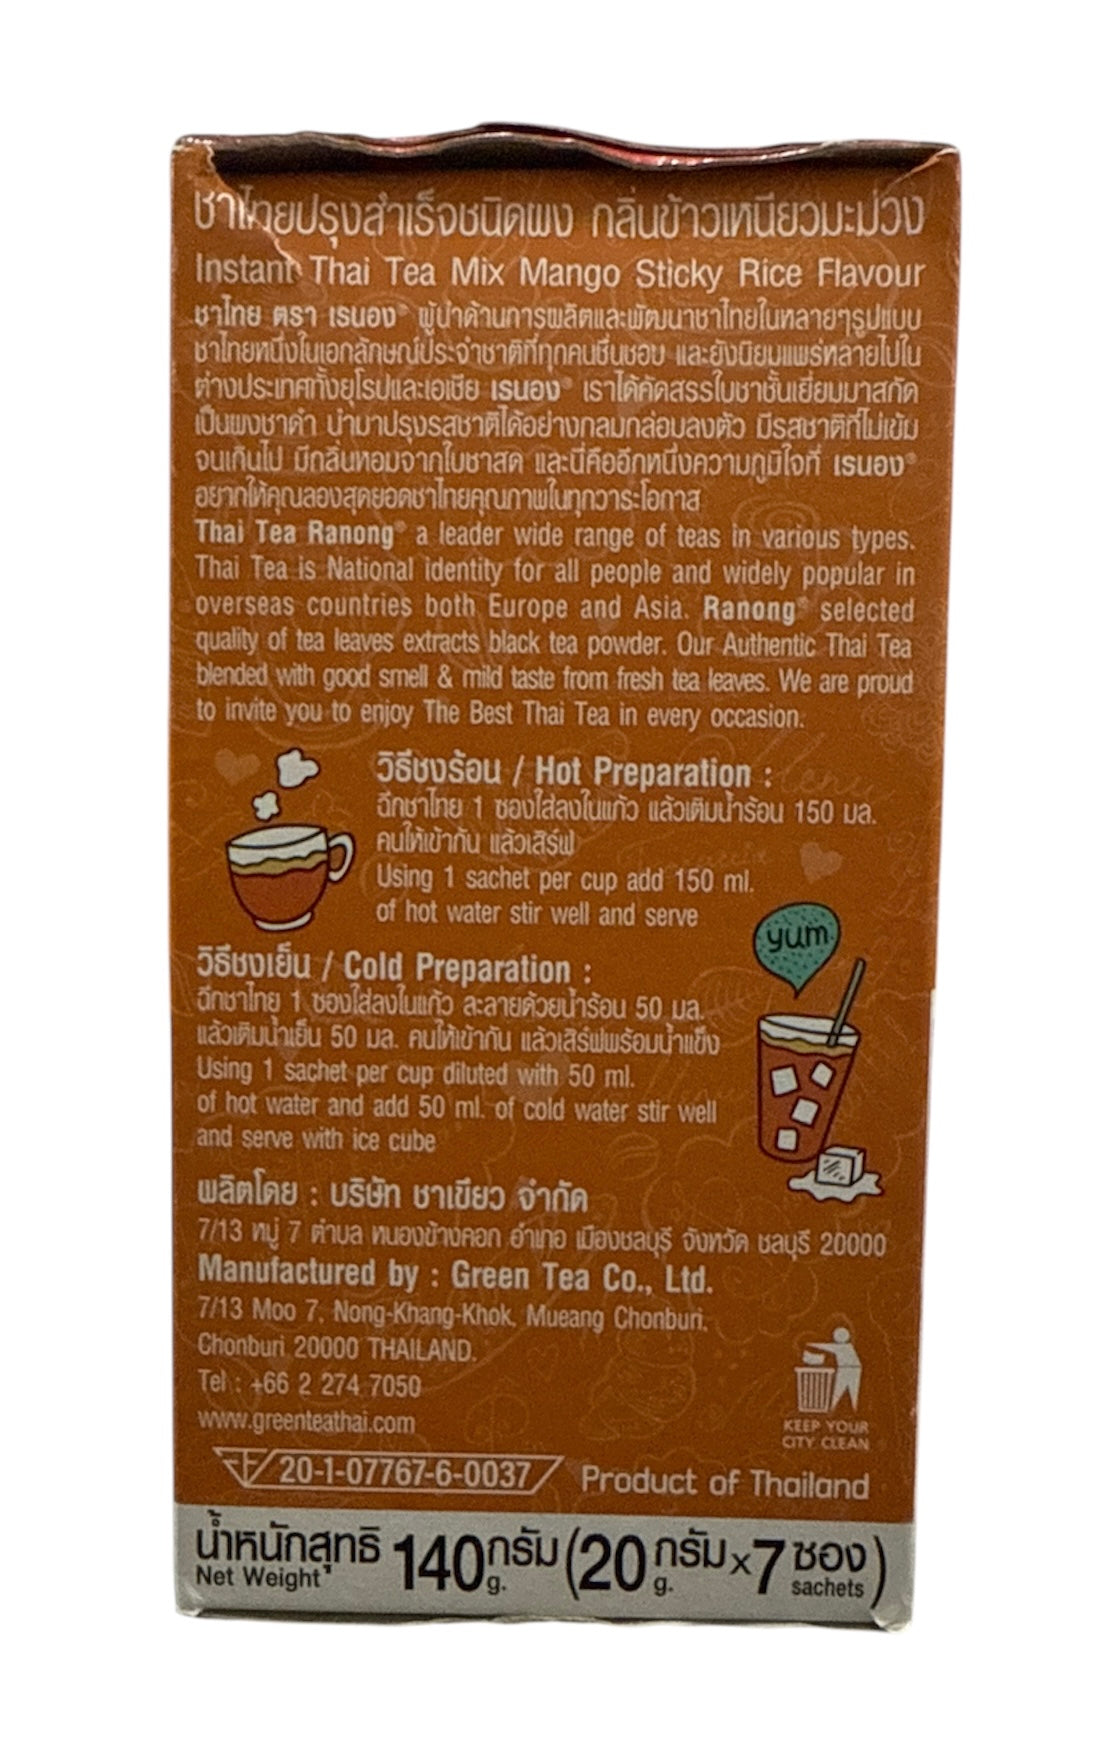 ชาไทยปรุงสำเร็จชนิดผง กลิ่นข้าวเหนียวมะม่วง
Instant Thai Tea Mix Mango Sticky Rice Flavour
ชาไทย ตรา เรนอง® ผู้นำด้านการผลิตและพัฒนาชาไทยในหลายๆรูปแบบ
ชาไทยหนึ่งในเอกลักษณ์ประจำชาติที่ทุกคนชื่นชอบ และยังนิยมแพร่หลายไปใน
ต่างประเทศทั้งยุโรปและเอเชีย เรนอง® เราได้คัดสรรใบชาชั้นเยี่ยมมาสกัด
เป็นผงชาดำ นำมาปรุงรสชาติได้อย่างกลมกล่อมลงตัว มีรสชาติที่ไม่เข้ม
จนเกินไป มีกลิ่นหอมจากใบชาสด และนี่คืออีกหนึ่งความภูมิใจที่ เรนอง®
อยากให้คุณลองสุดยอดชาไทยคุณภาพในทุกวาระโอกาส
Thai Tea Ranong® a leader wide range of teas in various types.
Thai Tea is National identity for all people and widely popular in
overseas countries both Europe and Asia. Ranong® selected
quality of tea leaves extracts black tea powder. Our Authentic Thai Tea
blended with good smell & mild taste from fresh tea leaves. We are proud
to invite you to enjoy The Best Thai Tea in every occasion.
วิธีชงร้อน / Hot Preparation :
ฉีกชาไทย 1 ซองใส่ลงในแก้ว แล้วเติมน้ำร้อน 150 มล.
คนให้เข้ากัน แล้วเสิร์ฟ
Using 1 sachet per cup add 150 ml.
of hot water stir well and serve
yum
วิธีชงเย็น / Cold Preparation :
ฉีกชาไทย 1 ซองใส่ลงในแก้ว ละลายด้วยน้ำร้อน 50 มล.
แล้วเติมน้ำเย็น 50 มล. คนให้เข้ากัน แล้วเสิร์ฟพร้อมน้ำแข็ง
Using 1 sachet per cup diluted with 50 ml.
of hot water and add 50 ml. of cold water stir well
and serve with ice cube
ผลิตโดย : บริษัท ชาเขียว จำกัด
7/13 หมู่ 7 ตำบล หนองข้างคอก อำเภอ เมืองชลบุรี จังหวัด ชลบุรี 20000
Manufactured by : Green Tea Co., Ltd.
7/13 Moo 7, Nong-Khang-Khok, Mueang Chonburi,
Chonburi 20000 THAILAND.
Tel : +66 2 274 7050
www.greenteathai.com
KEEP YOUR
CITY CLEAN
20-1-07767-6-0037
Product of Thailand
น้ำหนักสุทธิ 140 กรัม (20 กรัม x 7 ซอง)
Net Weight g. g. sachets